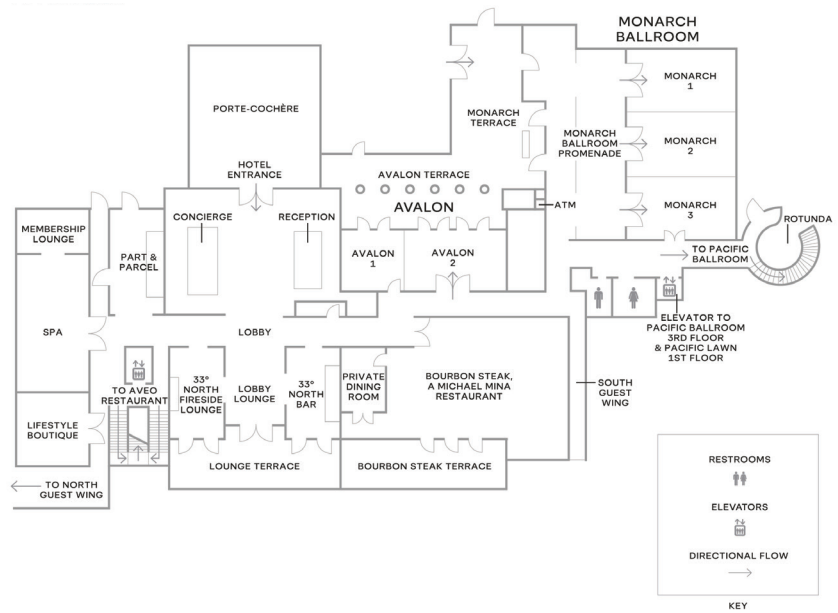 MONARCH
BALLROOM
PORTE-COCHÈRE
MONARCH
1
MONARCH
TERRACE
MONARCH
BALLROOM
PROMENADE
MONARCH
2
HOTEL
ENTRANCE
AVALON TERRACE
AVALON
ATM
MONARCH
3
ROTUNDA
CONCIERGE
RECEPTION
MEMBERSHIP
LOUNGE
PART &
PARCEL
AVALON
1
AVALON
2
TO PACIFIC
BALLROOM
SPA
LOBBY
ELEVATOR TO
PACIFIC BALLROOM
3RD FLOOR
& PACIFIC LAWN
1ST FLOOR
TO AVEO
RESTAURANT
33°
NORTH
FIRESIDE
LOUNGE
LOBBY
LOUNGE
33°
NORTH
BAR
PRIVATE
DINING
ROOM
BOURBON STEAK,
A MICHAEL MINA
RESTAURANT
SOUTH
GUEST
WING
LIFESTYLE
BOUTIQUE
LOUNGE TERRACE
BOURBON STEAK TERRACE
TO NORTH
GUEST WING
RESTROOMS
ELEVATORS
DIRECTIONAL FLOW
KEY